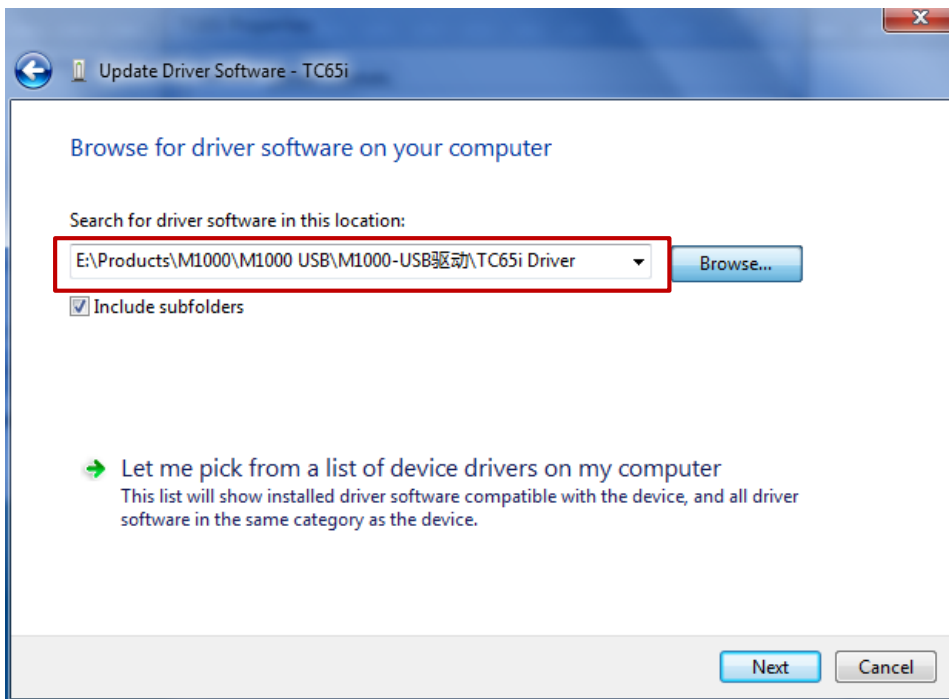 Update Driver Software - TC65i
Browse for driver software on your computer
Search for driver software in this location:
E:\Products\M1000\M1000 USB\M1000-USB驱动\TC65i Driver
Browse...
Include subfolders
Let me pick from a list of device drivers on my computer
This list will show installed driver software compatible with the device, and all driver
software in the same category as the device.
Next
Cancel